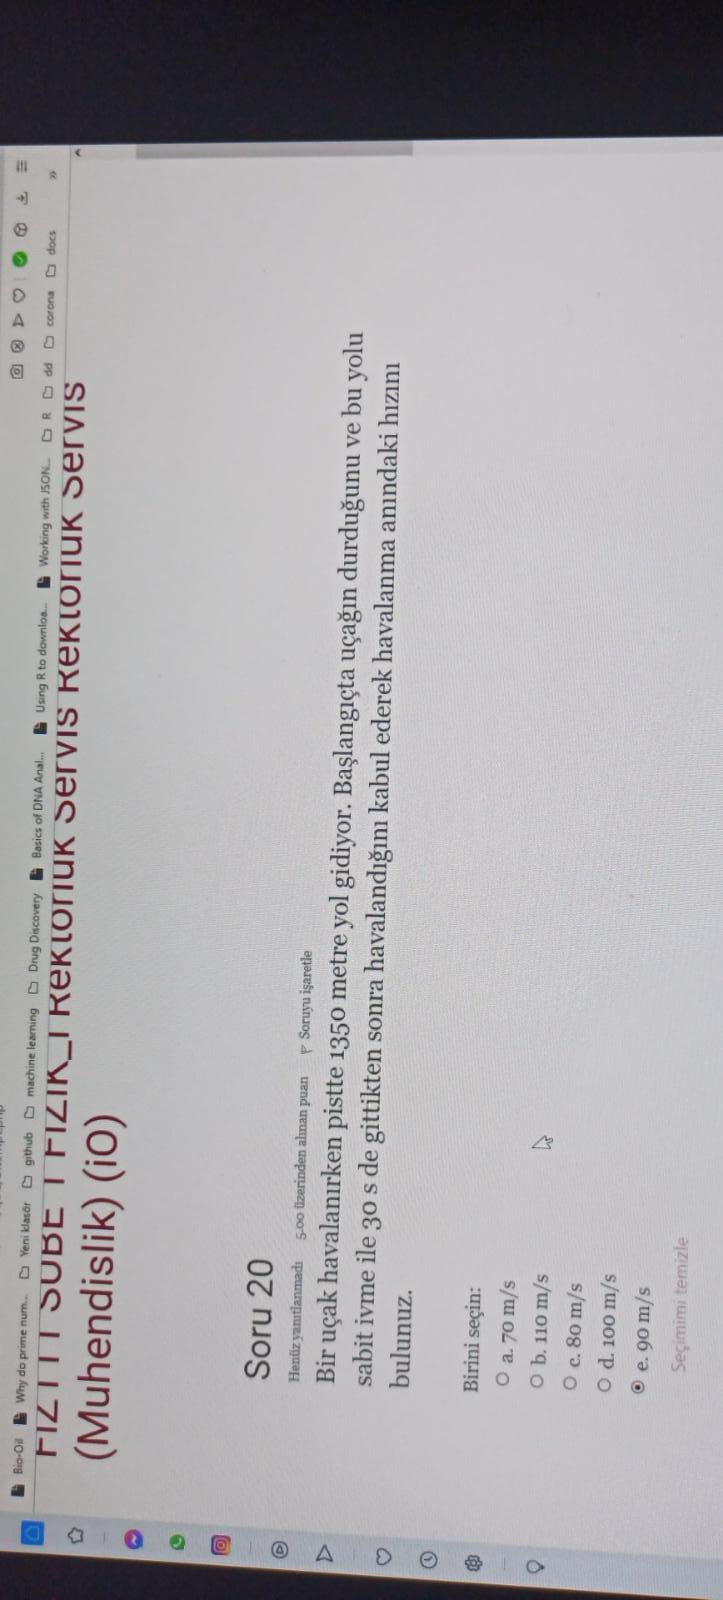 Bio-Oil Why do prime num... Yeni klasör github machine learning Drug Discovery Basics of DNA Anal... Using R to downloa... Working with JSON... R dd corona docs »
FIZ111 SUBE 1 FIZIK_I Rektörlük Servis Rektörlük Servis
(Muhendislik) (iO)
Soru 20
Henüz yanıtlanmadı 5.00 üzerinden alınan puan Soruyu işaretle
Bir uçak havalanırken pistte 1350 metre yol gidiyor. Başlangıçta uçağın durduğunu ve bu yolu
sabit ivme ile 30 s de gittikten sonra havalandığını kabul ederek havalanma anındaki hızını
bulunuz.
Birini seçin:
a. 70 m/s
b. 110 m/s
c. 80 m/s
d. 100 m/s
e. 90 m/s
Seçimimi temizle